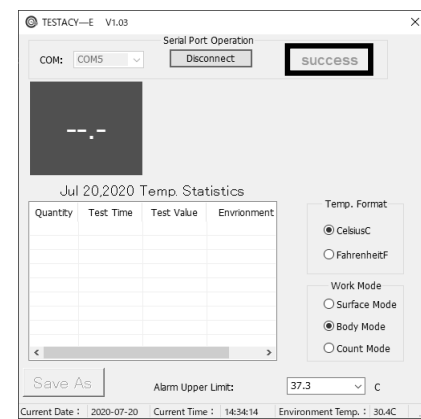 TESTACY—E V1.03
Serial Port Operation
COM: COM5 Disconnect success
--.-
Jul 20,2020 Temp. Statistics
Quantity Test Time Test Value Envrionment
Temp. Format
CelsiusC
FahrenheitF
Work Mode
Surface Mode
Body Mode
Count Mode
Save As Alarm Upper Limit: 37.3 C
Current Date: 2020-07-20 Current Time: 14:34:14 Environment Temp.: 30.4C